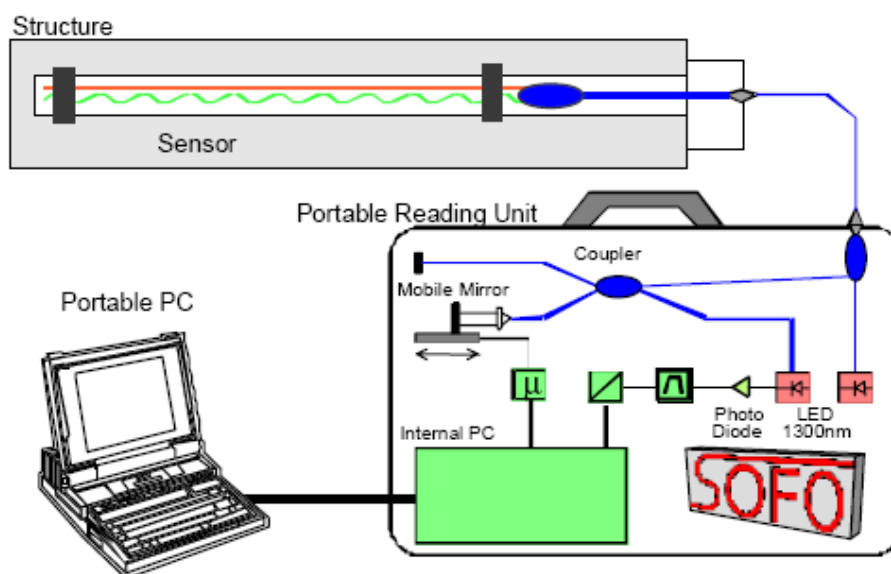 Structure
Sensor
Portable Reading Unit
Coupler
Portable PC
Mobile Mirror
μ
Internal PC
Photo
Diode
LED
1300nm
SOFO